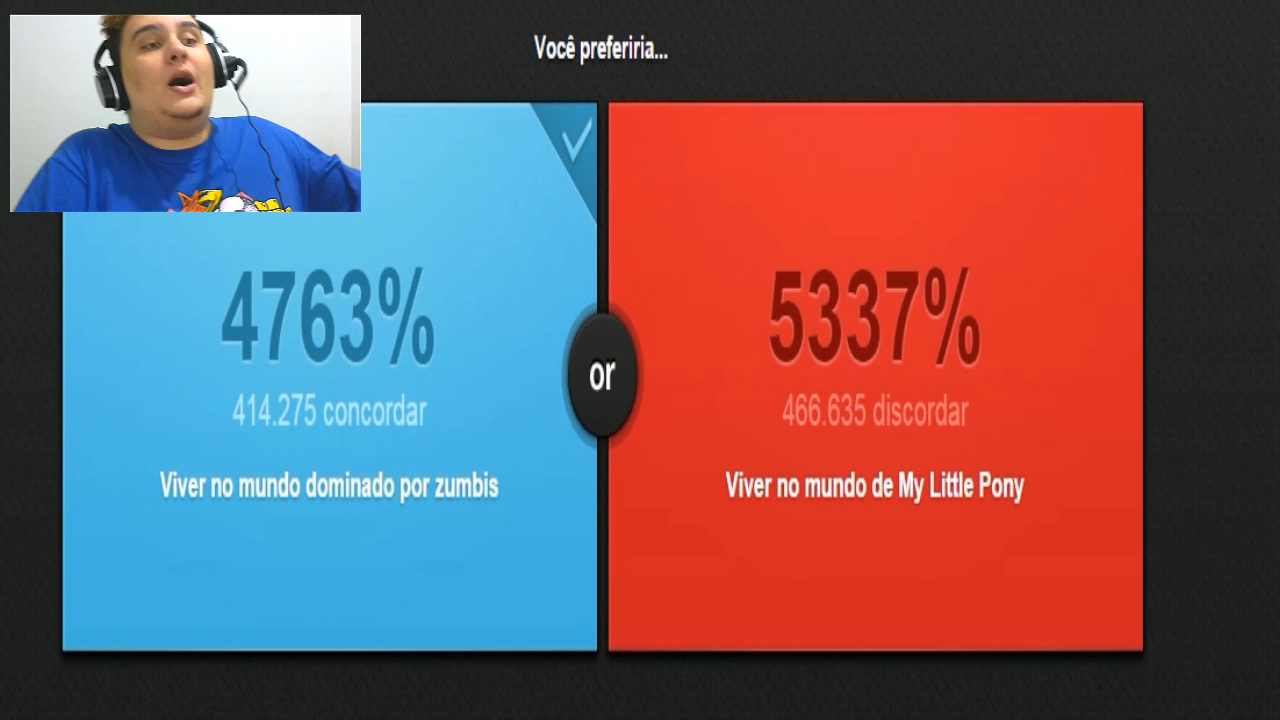 Você preferiria...
4763%
414.275 concordar
Viver no mundo dominado por zumbis
or
5337%
466.635 discordar
Viver no mundo de My Little Pony